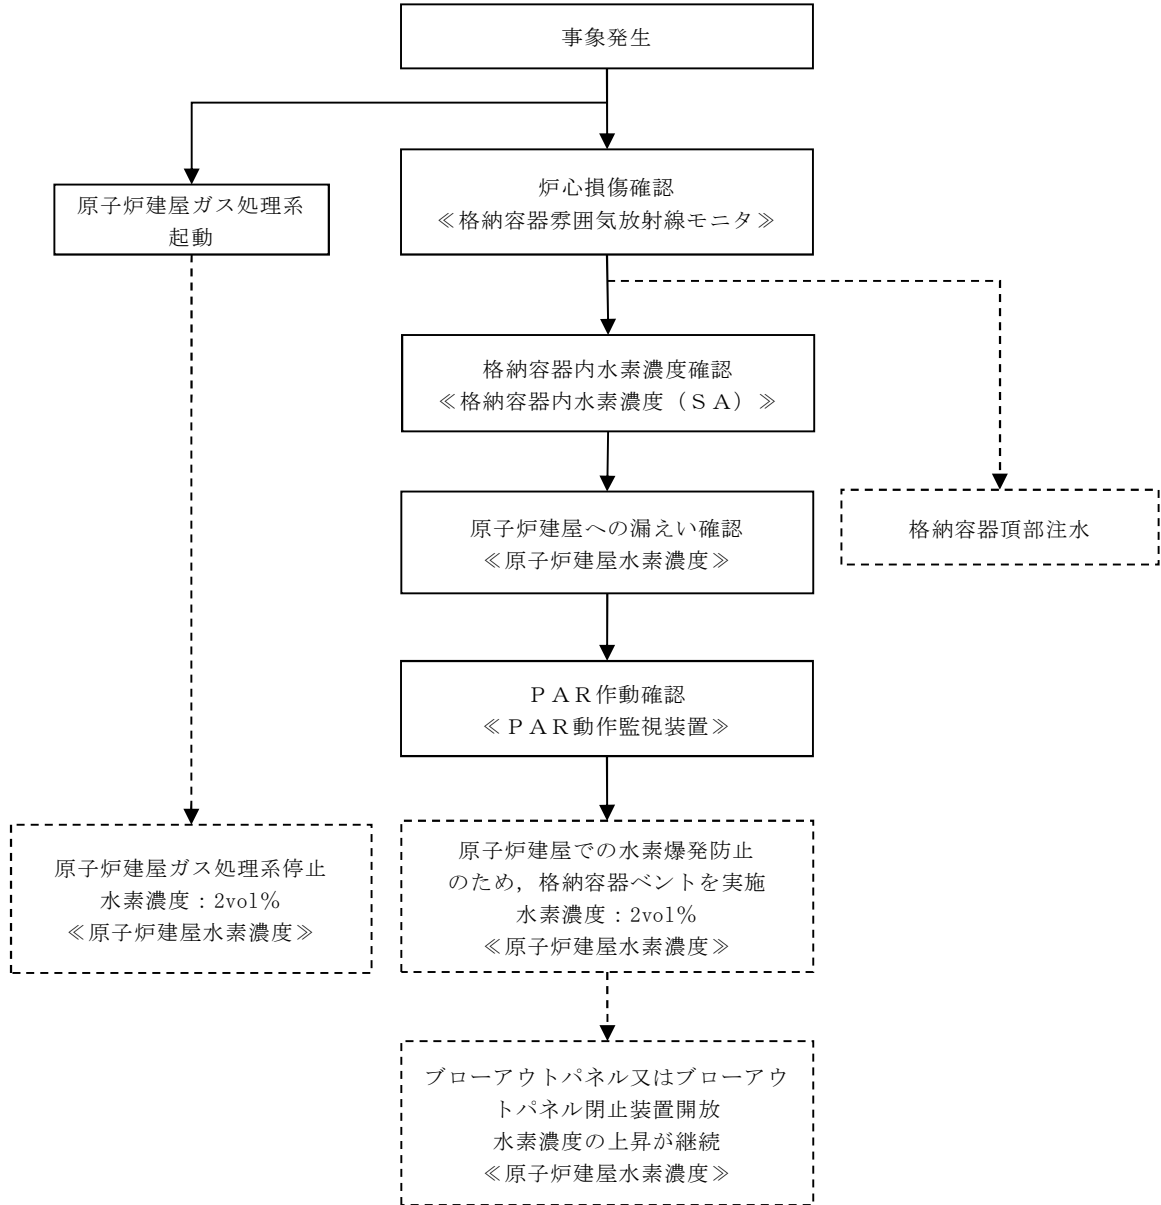 事象発生
原子炉建屋ガス処理系
起動
炉心損傷確認
≪格納容器雰囲気放射線モニタ≫
格納容器内水素濃度確認
≪格納容器内水素濃度（ＳＡ）≫
原子炉建屋への漏えい確認
≪原子炉建屋水素濃度≫
格納容器頂部注水
ＰＡＲ作動確認
≪ＰＡＲ動作監視装置≫
原子炉建屋ガス処理系停止
水素濃度：2vol％
≪原子炉建屋水素濃度≫
原子炉建屋での水素爆発防止
のため，格納容器ベントを実施
水素濃度：2vol％
≪原子炉建屋水素濃度≫
ブローアウトパネル又はブローアウ
トパネル閉止装置開放
水素濃度の上昇が継続
≪原子炉建屋水素濃度≫